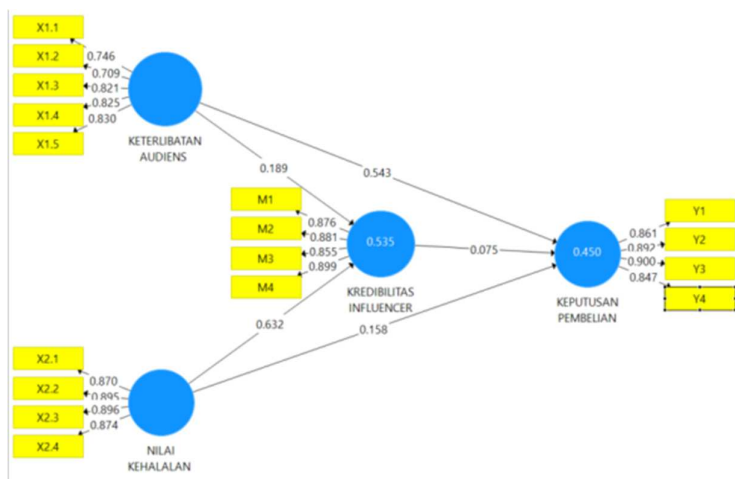 X1.1
X1.2
X1.3
X1.4
X1.5
0.746
0.709
0.821
0.825
0.830
KETERLIBATAN
AUDIENS
0.189
0.543
M1
M2
M3
M4
0.876
0.881
0.855
0.899
0.535
KREDIBILITAS
INFLUENCER
0.075
0.450
KEPUTUSAN
PEMBELIAN
0.861
0.892
0.900
0.847
Y1
Y2
Y3
Y4
0.632
0.158
X2.1
X2.2
X2.3
X2.4
0.870
0.895
0.896
0.874
NILAI
KEHALALAN